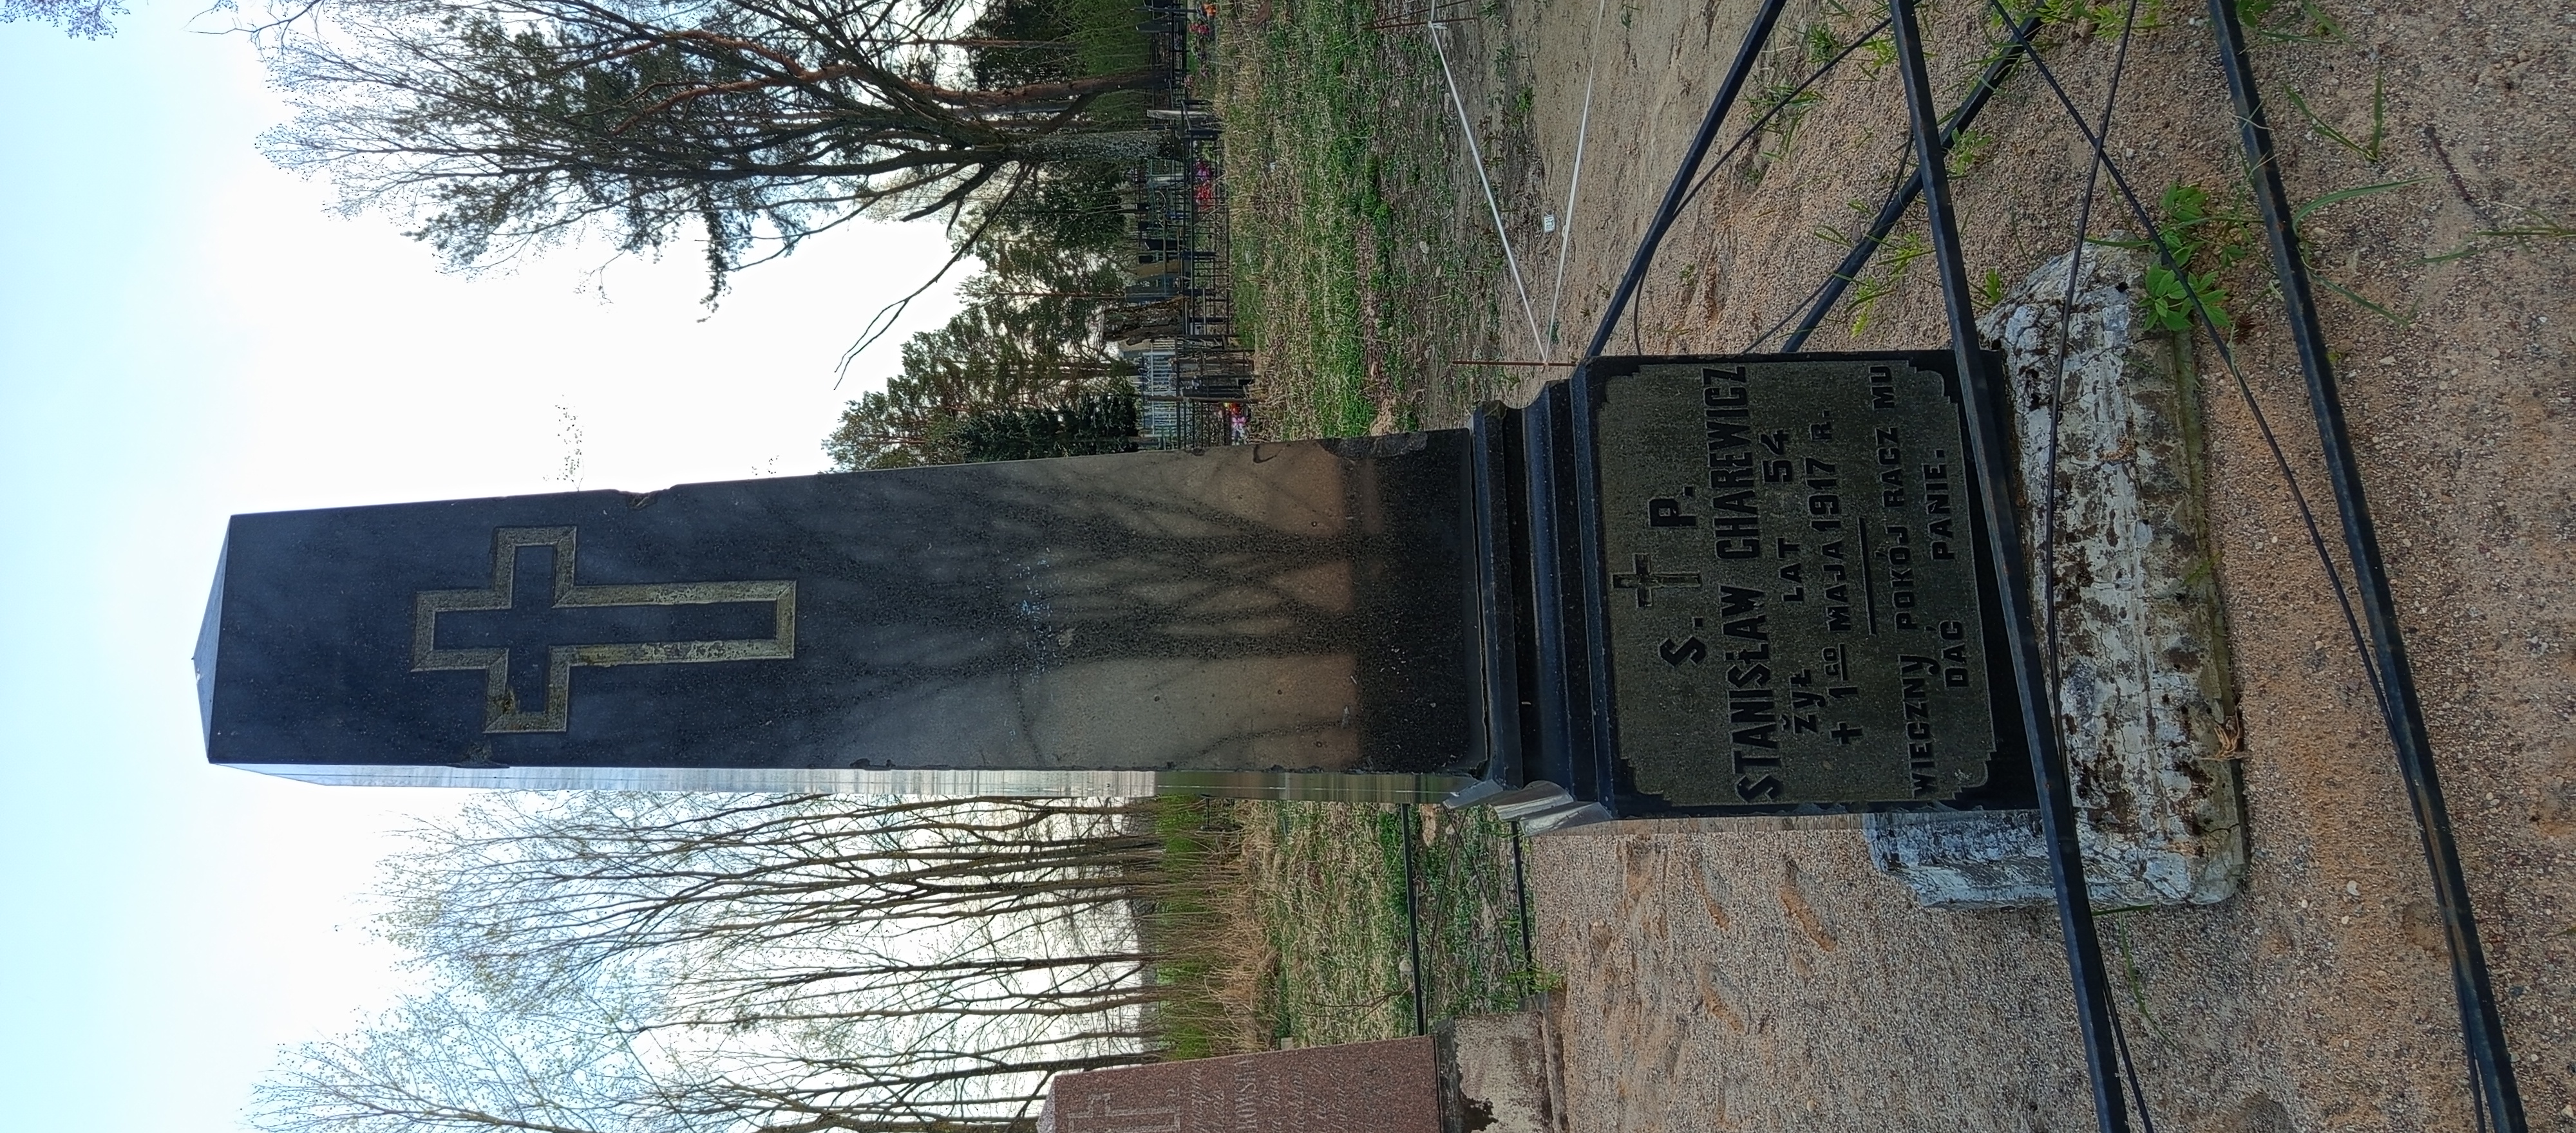 Ś. † P.
STANISŁAW CHAREWICZ
ŻYŁ LAT 54
† 1 GO MAJA 1917 R.
WIECZNY POKÓJ RACZ MU
DAĆ PANIE.